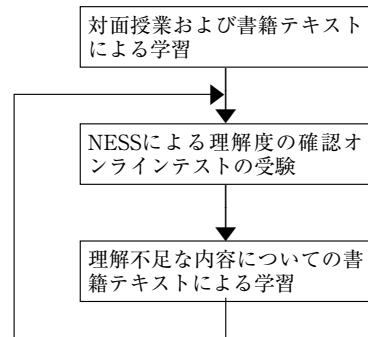 対面授業および書籍テキスト
による学習
NESSによる理解度の確認オ
ンラインテストの受験
理解不足な内容についての書
籍テキストによる学習